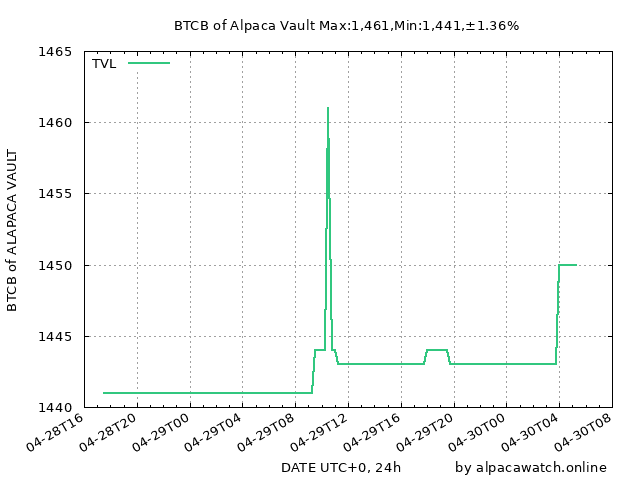 BTCB of Alpaca Vault Max:1,461,Min:1,441,±1.36%
TVL
1465
1460
1455
1450
1445
1440
BTCB of ALAPACA VAULT
04-28T16
04-28T20
04-29T00
04-29T04
04-29T08
04-29T12
04-29T16
04-29T20
04-30T00
04-30T04
04-30T08
DATE UTC+0, 24h
by alpacawatch.online